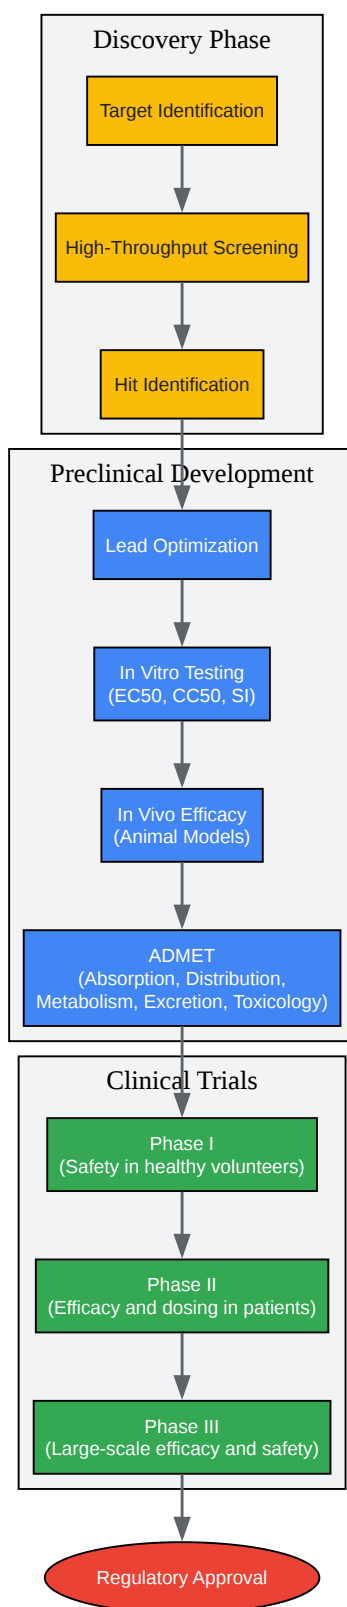 Discovery Phase
Target Identification
High-Throughput Screening
Hit Identification
Preclinical Development
Lead Optimization
In Vitro Testing
(EC50, CC50, SI)
In Vivo Efficacy
(Animal Models)
ADMET
(Absorption, Distribution,
Metabolism, Excretion, Toxicology)
Clinical Trials
Phase I
(Safety in healthy volunteers)
Phase II
(Efficacy and dosing in patients)
Phase III
(Large-scale efficacy and safety)
Regulatory Approval